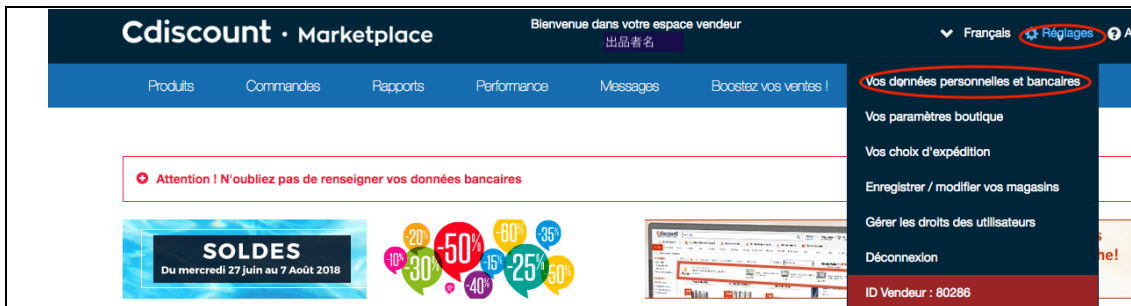 Cdiscount · Marketplace
Bienvenue dans votre espace vendeur
出品者名
Français
Réglages
A
Produits
Commandes
Rapports
Performance
Messages
Boostez vos ventes !
Vos données personnelles et bancaires
Vos paramètres boutique
Vos choix d'expédition
Enregistrer / modifier vos magasins
Gérer les droits des utilisateurs
Déconnexion
ID Vendeur : 80286
Attention ! N'oubliez pas de renseigner vos données bancaires
SOLDES
Du mercredi 27 juin au 7 Août 2018
-20%
-50%
-60%
-35%
-10%
-30%
-15%
-25%
50%
-40%
Cdiscount
s
ne!